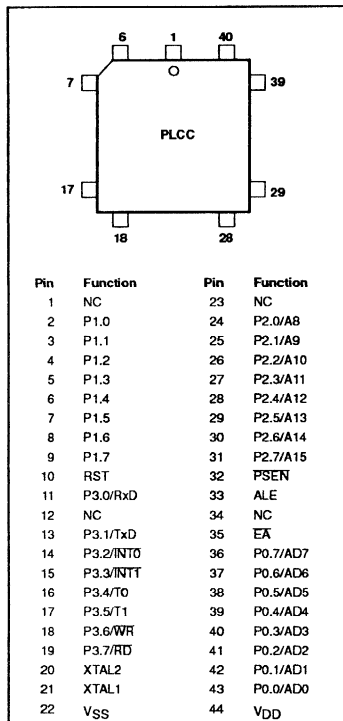 6 1 40
7 39
PLCC
17 29
18 28
Pin Function Pin Function
1 NC 23 NC
2 P1.0 24 P2.0/A8
3 P1.1 25 P2.1/A9
4 P1.2 26 P2.2/A10
5 P1.3 27 P2.3/A11
6 P1.4 28 P2.4/A12
7 P1.5 29 P2.5/A13
8 P1.6 30 P2.6/A14
9 P1.7 31 P2.7/A15
10 RST 32 P̅S̅E̅N̅
11 P3.0/RxD 33 ALE
12 NC 34 NC
13 P3.1/TxD 35 E̅A̅
14 P3.2/I̅N̅T̅0̅ 36 P0.7/AD7
15 P3.3/I̅N̅T̅1̅ 37 P0.6/AD6
16 P3.4/T0 38 P0.5/AD5
17 P3.5/T1 39 P0.4/AD4
18 P3.6/W̅R̅ 40 P0.3/AD3
19 P3.7/R̅D̅ 41 P0.2/AD2
20 XTAL2 42 P0.1/AD1
21 XTAL1 43 P0.0/AD0
22 VSS 44 VDD